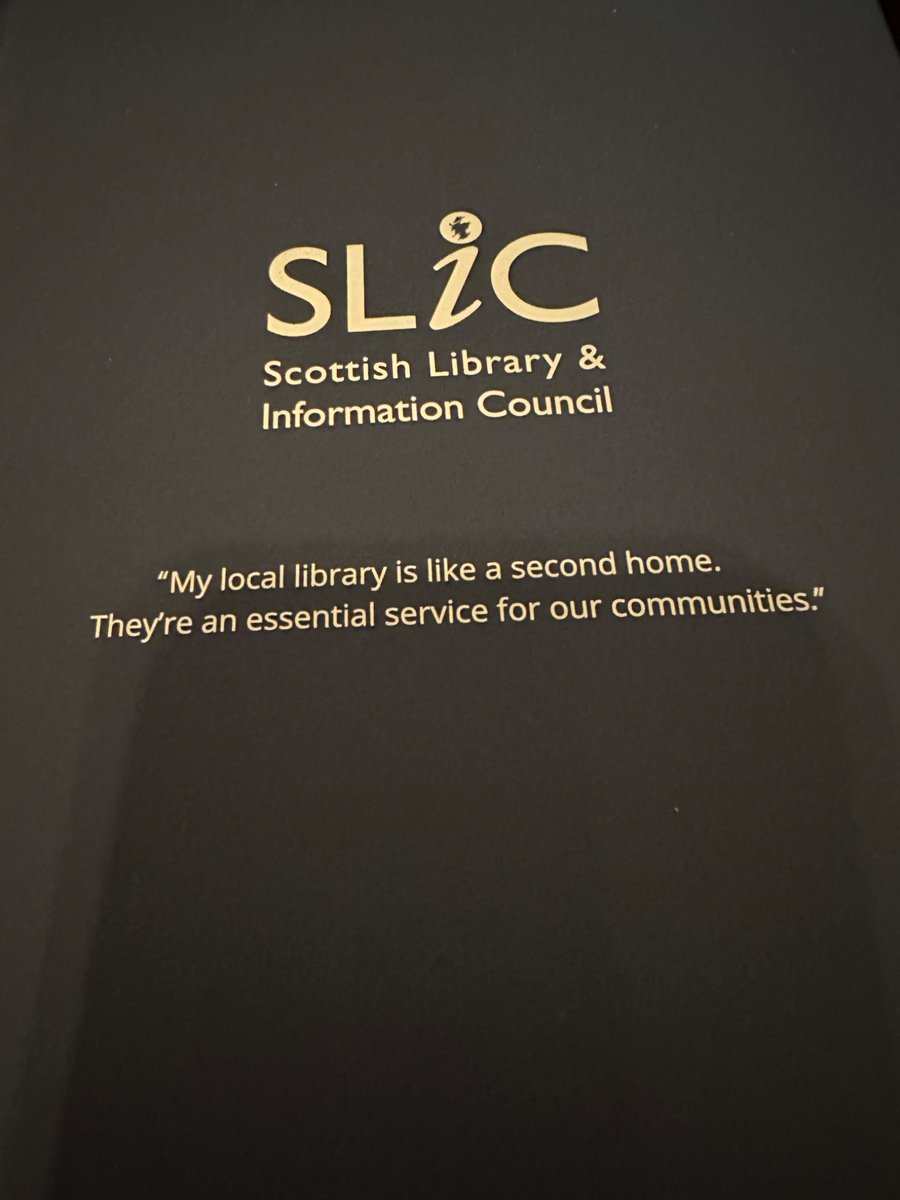 SLiC
Scottish Library &
Information Council
“My local library is like a second home.
They’re an essential service for our communities.”